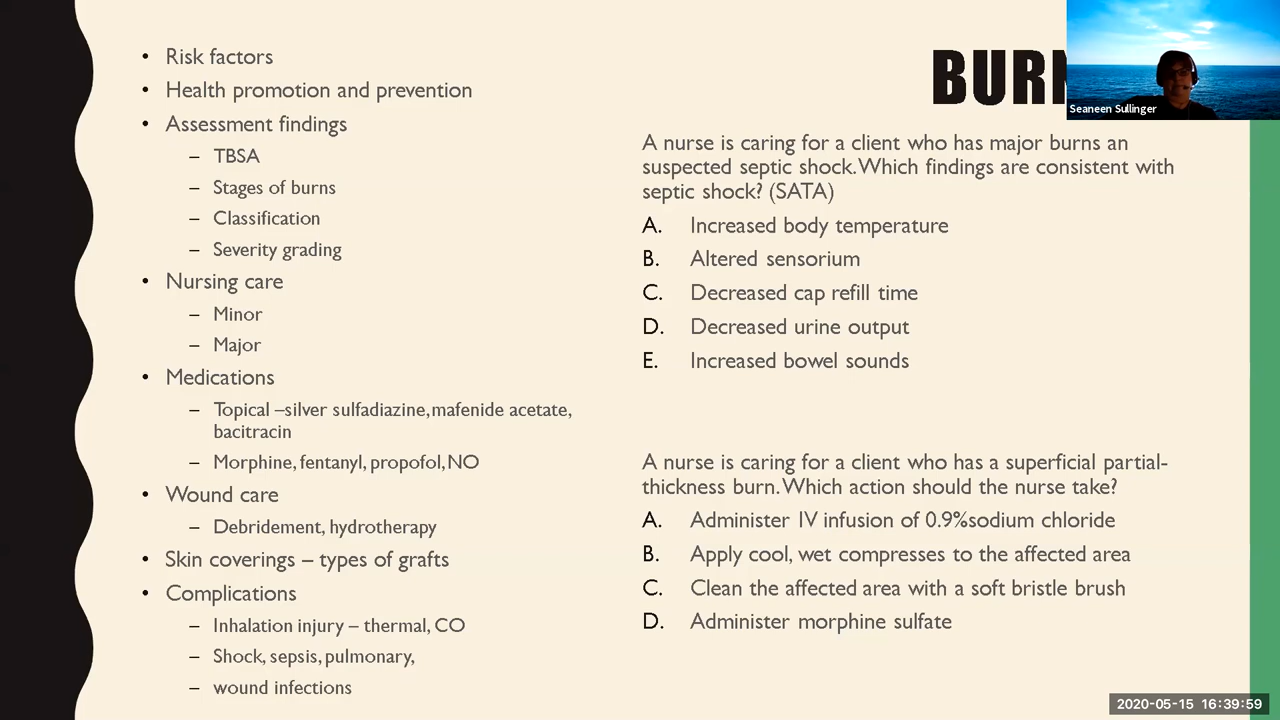 • Risk factors
• Health promotion and prevention
• Assessment findings
– TBSA
– Stages of burns
– Classification
– Severity grading
• Nursing care
– Minor
– Major
• Medications
– Topical –silver sulfadiazine, mafenide acetate,
bacitracin
– Morphine, fentanyl, propofol, NO
• Wound care
– Debridement, hydrotherapy
• Skin coverings – types of grafts
• Complications
– Inhalation injury – thermal, CO
– Shock, sepsis, pulmonary,
– wound infections
Seaneen Sullinger
A nurse is caring for a client who has major burns an
suspected septic shock. Which findings are consistent with
septic shock? (SATA)
A. Increased body temperature
B. Altered sensorium
C. Decreased cap refill time
D. Decreased urine output
E. Increased bowel sounds
A nurse is caring for a client who has a superficial partial-
thickness burn. Which action should the nurse take?
A. Administer IV infusion of 0.9%sodium chloride
B. Apply cool, wet compresses to the affected area
C. Clean the affected area with a soft bristle brush
D. Administer morphine sulfate
2020-05-15 16:39:59